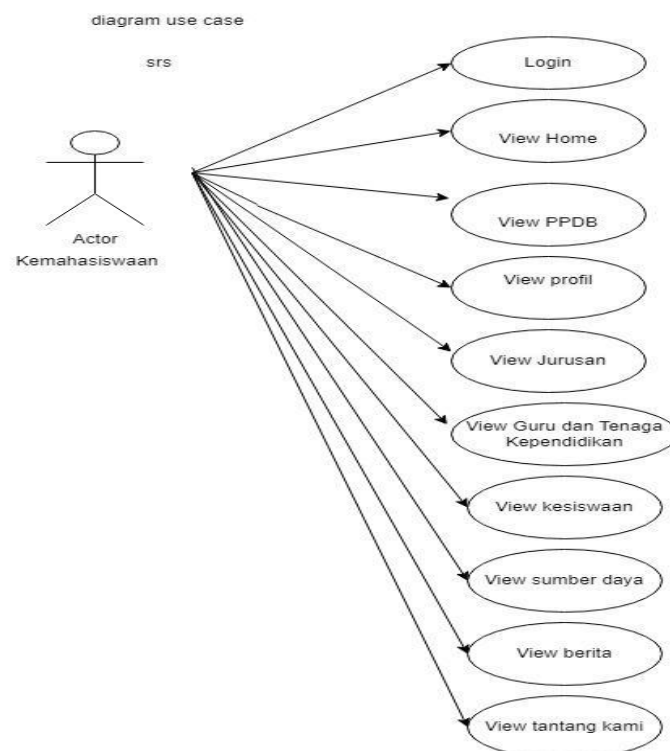 diagram use case
srs
Actor
Kemahasiswaan
Login
View Home
View PPDB
View profil
View Jurusan
View Guru dan Tenaga
Kependidikan
View kesiswaan
View sumber daya
View berita
View tantang kami